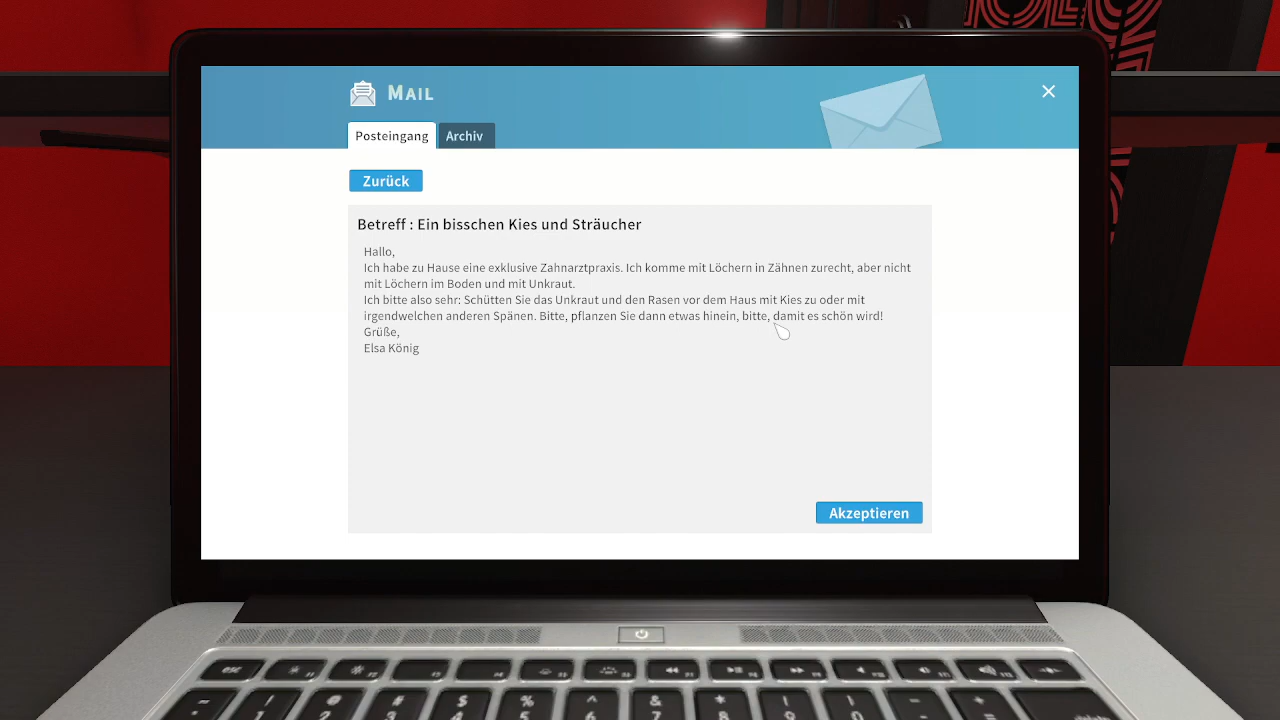 MAIL
Posteingang
Archiv
Zurück
Betreff : Ein bisschen Kies und Sträucher
Hallo,
Ich habe zu Hause eine exklusive Zahnarztpraxis. Ich komme mit Löchern in Zähnen zurecht, aber nicht
mit Löchern im Boden und mit Unkraut.
Ich bitte also sehr: Schütten Sie das Unkraut und den Rasen vor dem Haus mit Kies zu oder mit
irgendwelchen anderen Spänen. Bitte, pflanzen Sie dann etwas hinein, bitte, damit es schön wird!
Grüße,
Elsa König
Akzeptieren